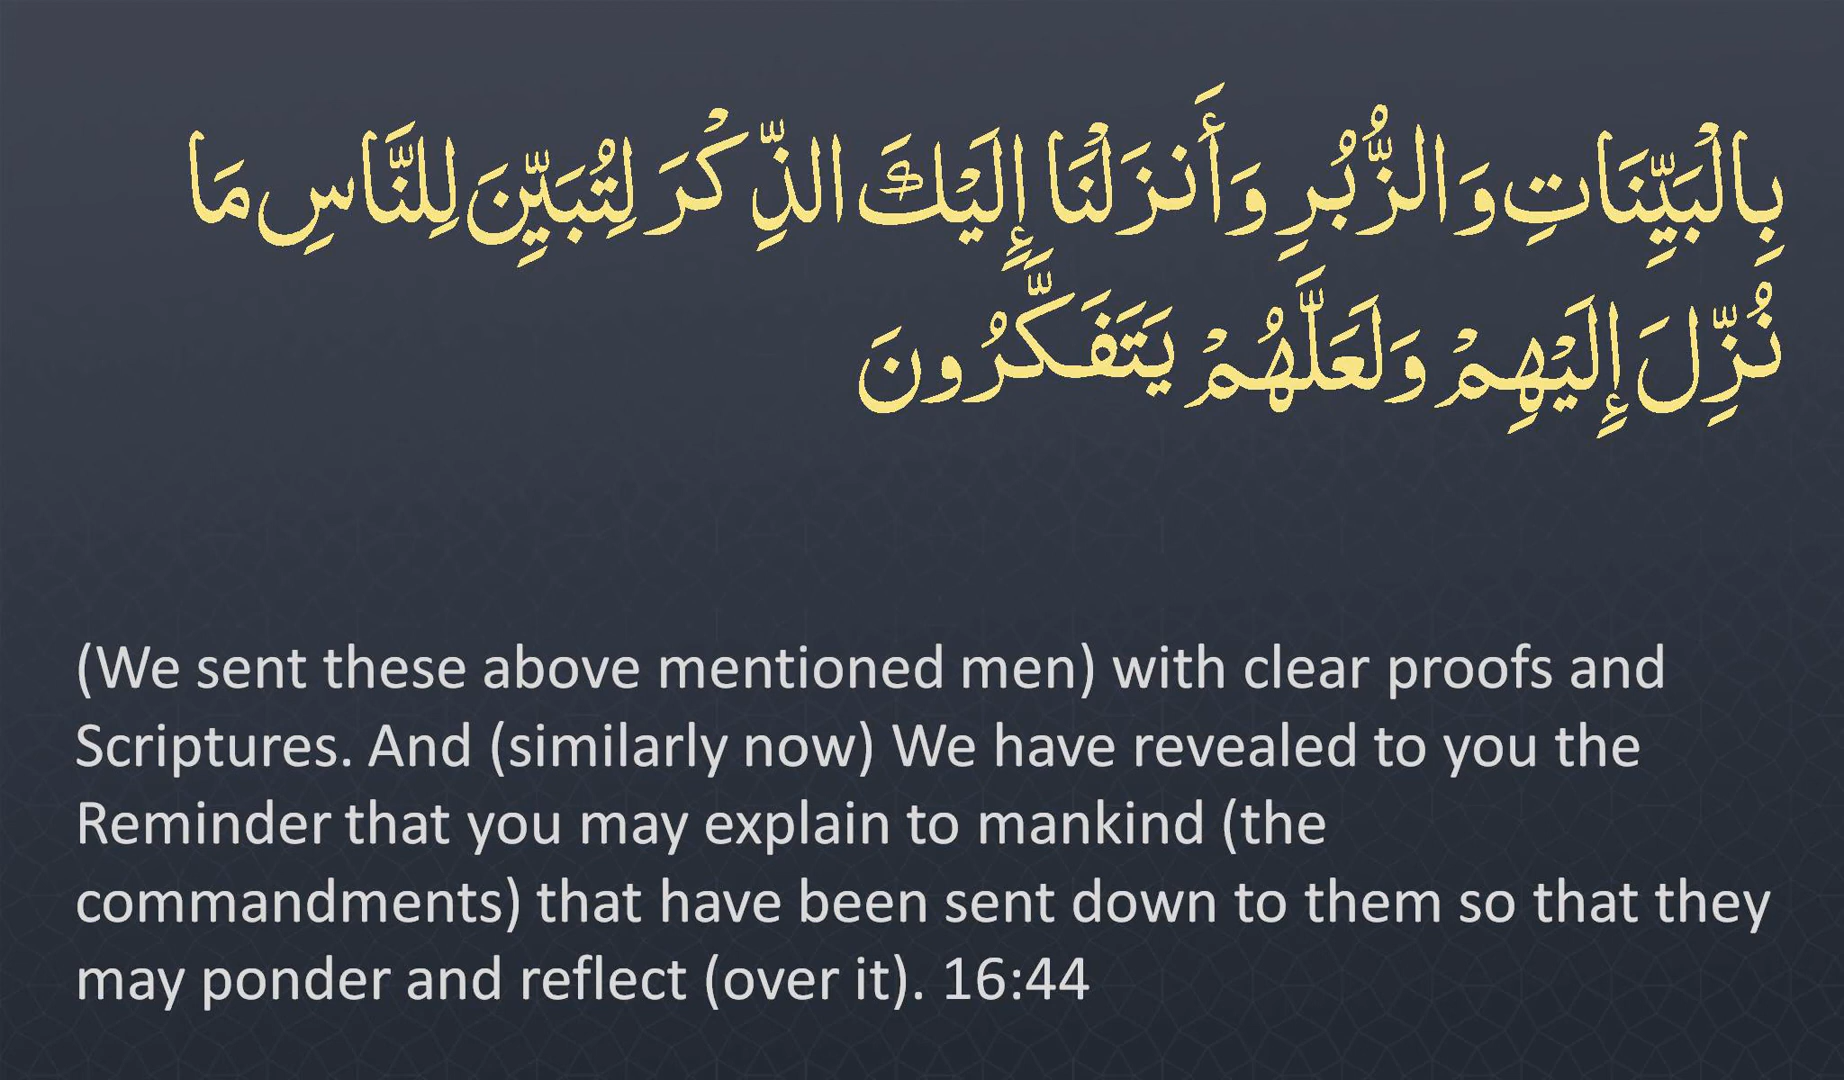 بِالْبَيِّنَاتِ وَالزُّبُرِ وَأَنزَلْنَا إِلَيْكَ الذِّكْرَ لِتُبَيِّنَ لِلنَّاسِ مَا
نُزِّلَ إِلَيْهِمْ وَلَعَلَّهُمْ يَتَفَكَّرُونَ
(We sent these above mentioned men) with clear proofs and
Scriptures. And (similarly now) We have revealed to you the
Reminder that you may explain to mankind (the
commandments) that have been sent down to them so that they
may ponder and reflect (over it). 16:44